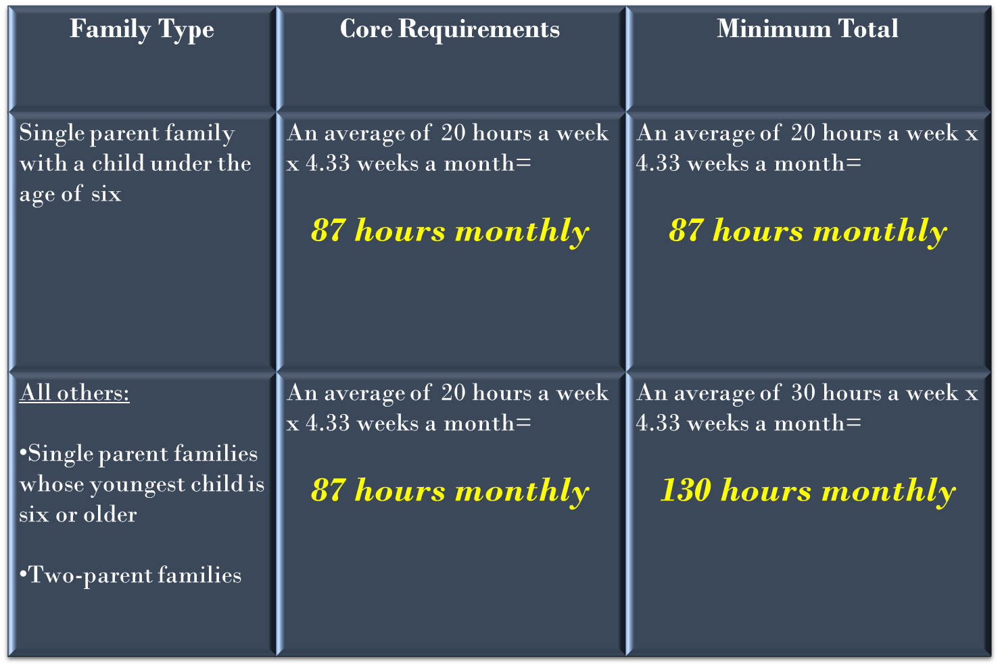 Family Type
Core Requirements
Minimum Total
Single parent family
with a child under the
age of six
An average of 20 hours a week
x 4.33 weeks a month=
87 hours monthly
An average of 20 hours a week x
4.33 weeks a month=
87 hours monthly
All others:
•Single parent families
whose youngest child is
six or older
•Two-parent families
An average of 20 hours a week
x 4.33 weeks a month=
87 hours monthly
An average of 30 hours a week x
4.33 weeks a month=
130 hours monthly